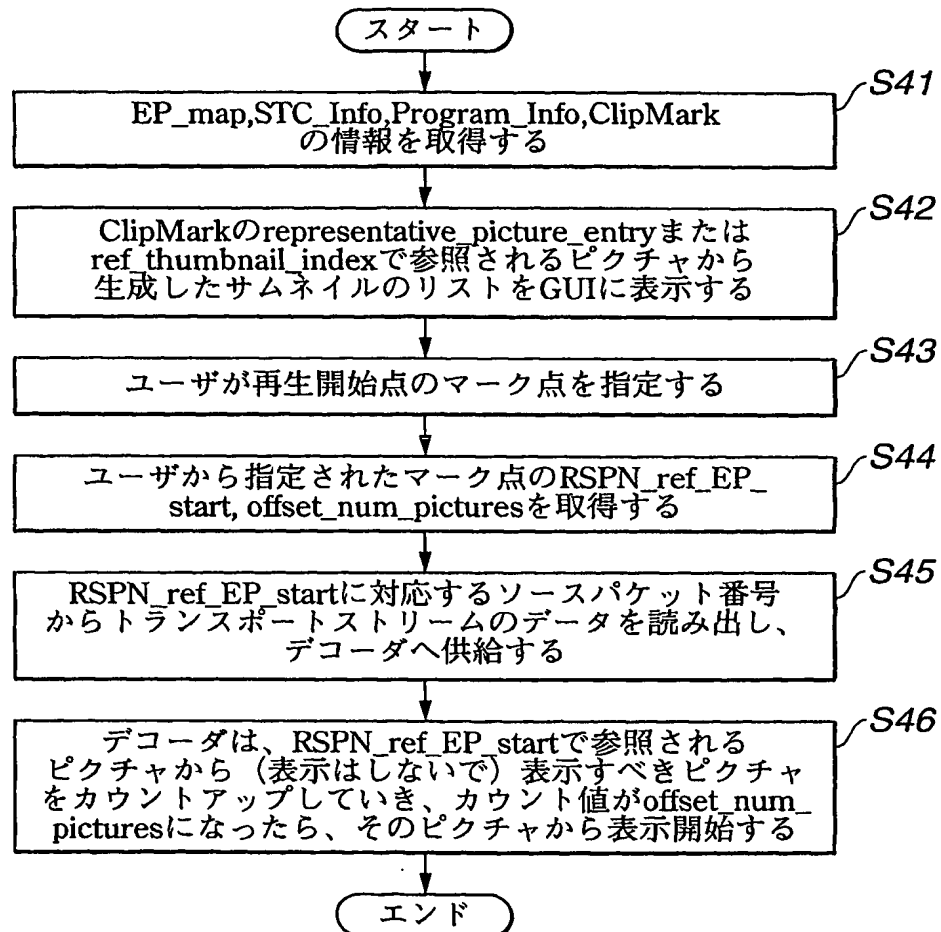 スタート
S41
EP_map,STC_Info,Program_Info,ClipMark
の情報を取得する
S42
ClipMarkのrepresentative_picture_entryまたは
ref_thumbnail_indexで参照されるピクチャから
生成したサムネイルのリストをGUIに表示する
S43
ユーザが再生開始点のマーク点を指定する
S44
ユーザから指定されたマーク点のRSPN_ref_EP_
start, offset_num_picturesを取得する
S45
RSPN_ref_EP_startに対応するソースパケット番号
からトランスポートストリームのデータを読み出し、
デコーダへ供給する
S46
デコーダは、RSPN_ref_EP_startで参照される
ピクチャから（表示はしないで）表示すべきピクチャ
をカウントアップしていき、カウント値がoffset_num_
picturesになったら、そのピクチャから表示開始する
エンド